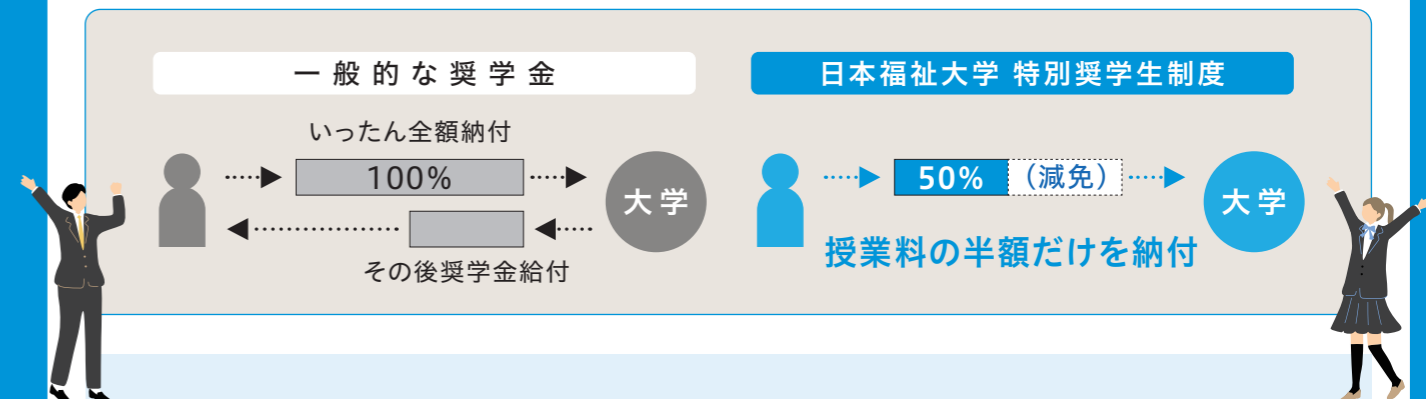 一般的な奨学金
いったん全額納付
100%
大学
その後奨学金給付
日本福祉大学 特別奨学生制度
50% （減免）
大学
授業料の半額だけを納付